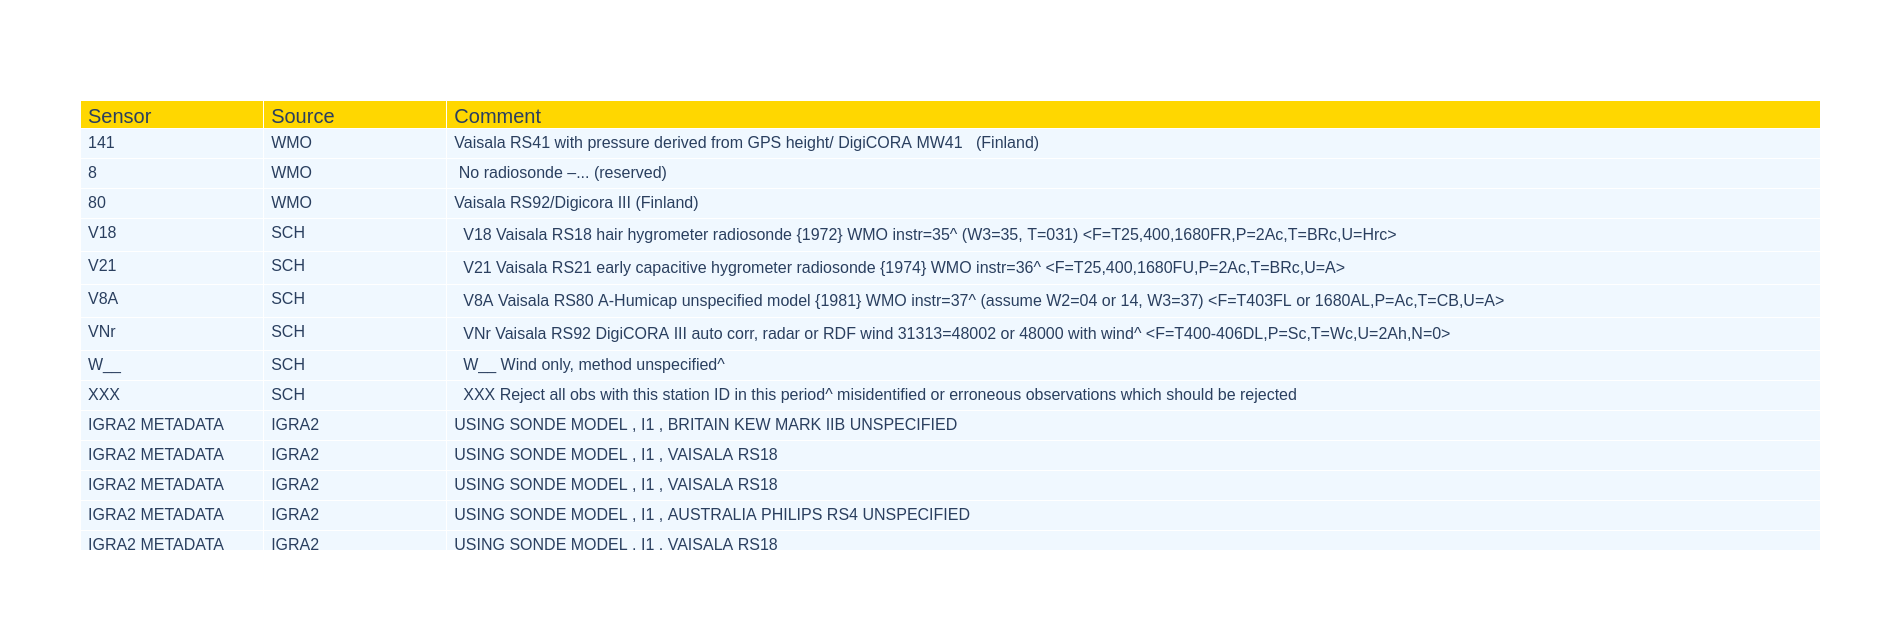 Sensor Source Comment
141 WMO Vaisala RS41 with pressure derived from GPS height/ DigiCORA MW41 (Finland)
8 WMO No radiosonde –... (reserved)
80 WMO Vaisala RS92/Digicora III (Finland)
V18 SCH V18 Vaisala RS18 hair hygrometer radiosonde {1972} WMO instr=35^ (W3=35, T=031) <F=T25,400,1680FR,P=2Ac,T=BRc,U=Hrc>
V21 SCH V21 Vaisala RS21 early capacitive hygrometer radiosonde {1974} WMO instr=36^ <F=T25,400,1680FU,P=2Ac,T=BRc,U=A>
V8A SCH V8A Vaisala RS80 A-Humicap unspecified model {1981} WMO instr=37^ (assume W2=04 or 14, W3=37) <F=T403FL or 1680AL,P=Ac,T=CB,U=A>
VNr SCH VNr Vaisala RS92 DigiCORA III auto corr, radar or RDF wind 31313=48002 or 48000 with wind^ <F=T400-406DL,P=Sc,T=Wc,U=2Ah,N=0>
W__ SCH W__ Wind only, method unspecified^
XXX SCH XXX Reject all obs with this station ID in this period^ misidentified or erroneous observations which should be rejected
IGRA2 METADATA IGRA2 USING SONDE MODEL , I1 , BRITAIN KEW MARK IIB UNSPECIFIED
IGRA2 METADATA IGRA2 USING SONDE MODEL , I1 , VAISALA RS18
IGRA2 METADATA IGRA2 USING SONDE MODEL , I1 , VAISALA RS18
IGRA2 METADATA IGRA2 USING SONDE MODEL , I1 , AUSTRALIA PHILIPS RS4 UNSPECIFIED
IGRA2 METADATA IGRA2 USING SONDE MODEL , I1 , VAISALA RS18